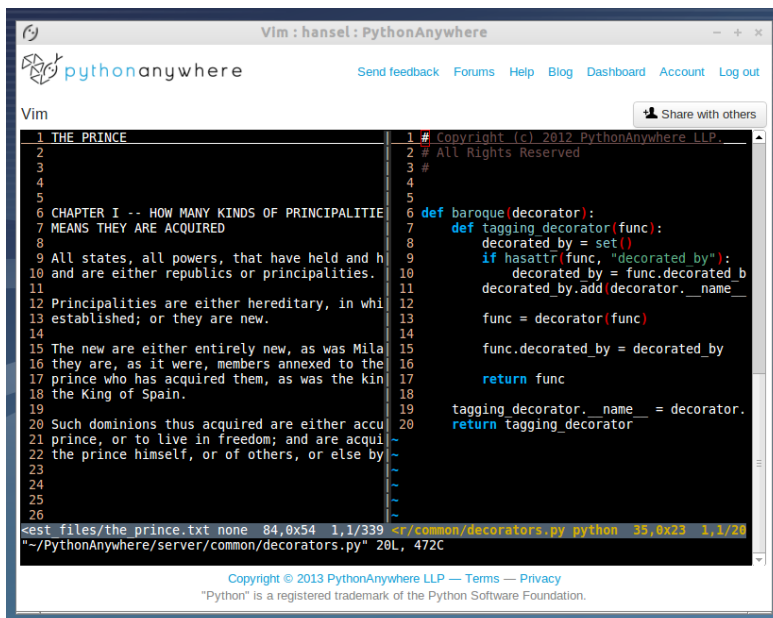 Vim : hansel : PythonAnywhere
pythonanywhere
Send feedback Forums Help Blog Dashboard Account Log out
Vim
Share with others
1 THE PRINCE
2
3
4
5
6 CHAPTER I -- HOW MANY KINDS OF PRINCIPALITIE
7 MEANS THEY ARE ACQUIRED
8
9 All states, all powers, that have held and h
10 and are either republics or principalities.
11
12 Principalities are either hereditary, in whi
13 established; or they are new.
14
15 The new are either entirely new, as was Mila
16 they are, as it were, members annexed to the
17 prince who has acquired them, as was the kin
18 the King of Spain.
19
20 Such dominions thus acquired are either accu
21 prince, or to live in freedom; and are acqui
22 the prince himself, or of others, or else by
23
24
25
26
<est_files/the_prince.txt none 84,0x54 1,1/339
1 # Copyright (c) 2012 PythonAnywhere LLP.
2 # All Rights Reserved
3 #
4
5
6 def baroque(decorator):
7     def tagging_decorator(func):
8         decorated_by = set()
9         if hasattr(func, "decorated_by"):
10             decorated_by = func.decorated_b
11         decorated_by.add(decorator.__name__
12
13         func = decorator(func)
14
15         func.decorated_by = decorated_by
16
17         return func
18
19     tagging_decorator.__name__ = decorator.
20     return tagging_decorator
~
~
~
~
~
~
<r/common/decorators.py python 35,0x23 1,1/20
"~/PythonAnywhere/server/common/decorators.py" 20L, 472C
Copyright © 2013 PythonAnywhere LLP — Terms — Privacy
"Python" is a registered trademark of the Python Software Foundation.